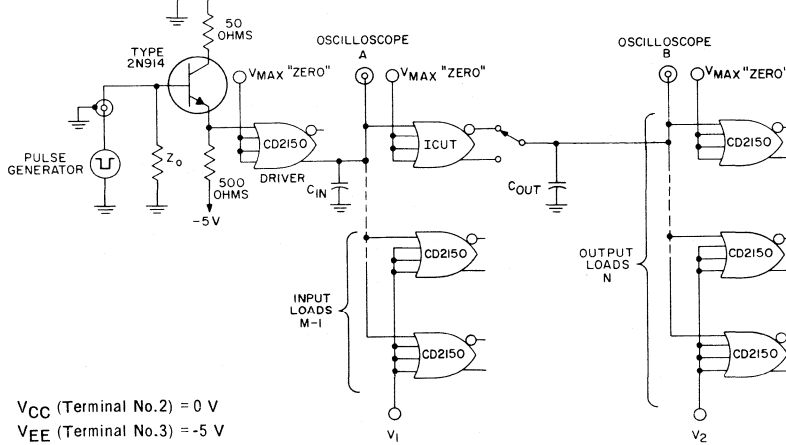 50
OHMS
TYPE
2N914
OSCILLOSCOPE
A
OSCILLOSCOPE
B
VMAX "ZERO"
VMAX "ZERO"
VMAX "ZERO"
CD2150
DRIVER
ICUT
CD2150
PULSE
GENERATOR
Zo
500
OHMS
-5V
CIN
COUT
CD2150
CD2150
INPUT
LOADS
M-1
CD2150
CD2150
OUTPUT
LOADS
N
V1
V2
VCC (Terminal No.2) = 0 V
VEE (Terminal No.3) = -5 V